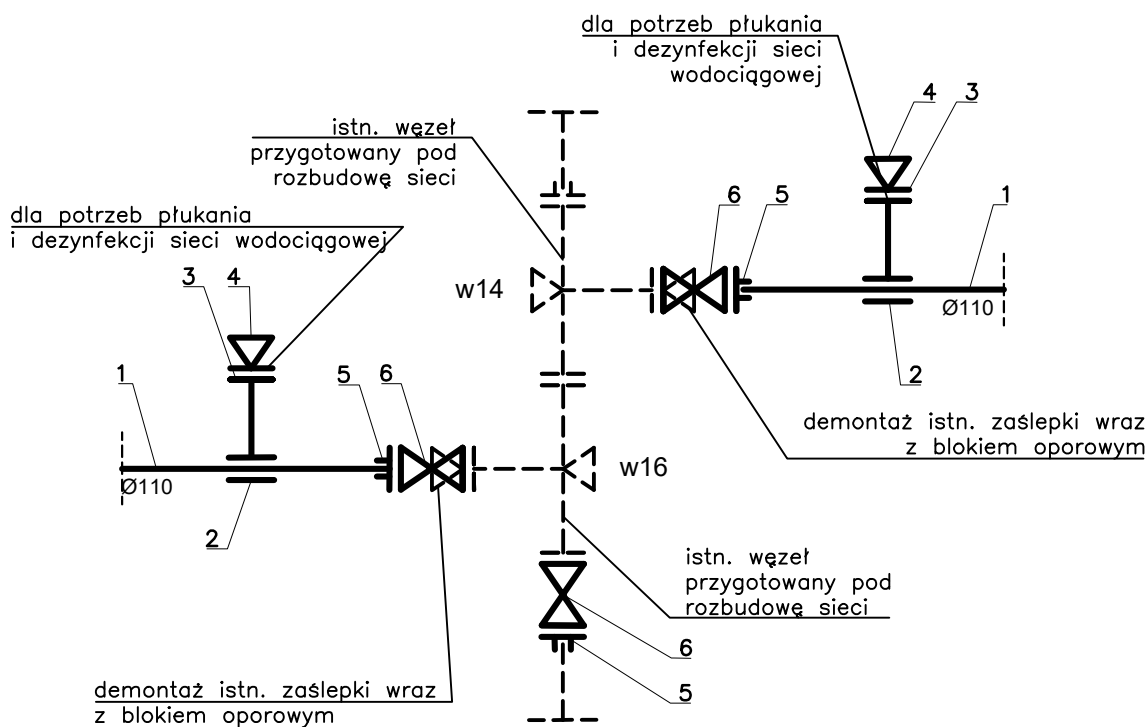 dla potrzeb płukania
i dezynfekcji sieci
wodociągowej
4
3
istn. węzeł
przygotowany pod
rozbudowę sieci
6
5
1
dla potrzeb płukania
i dezynfekcji sieci wodociągowej
3
4
w14
Ø110
2
1
5
6
demontaż istn. zaślepki wraz
z blokiem oporowym
w16
Ø110
2
istn. węzeł
przygotowany pod
rozbudowę sieci
6
5
demontaż istn. zaślepki wraz
z blokiem oporowym